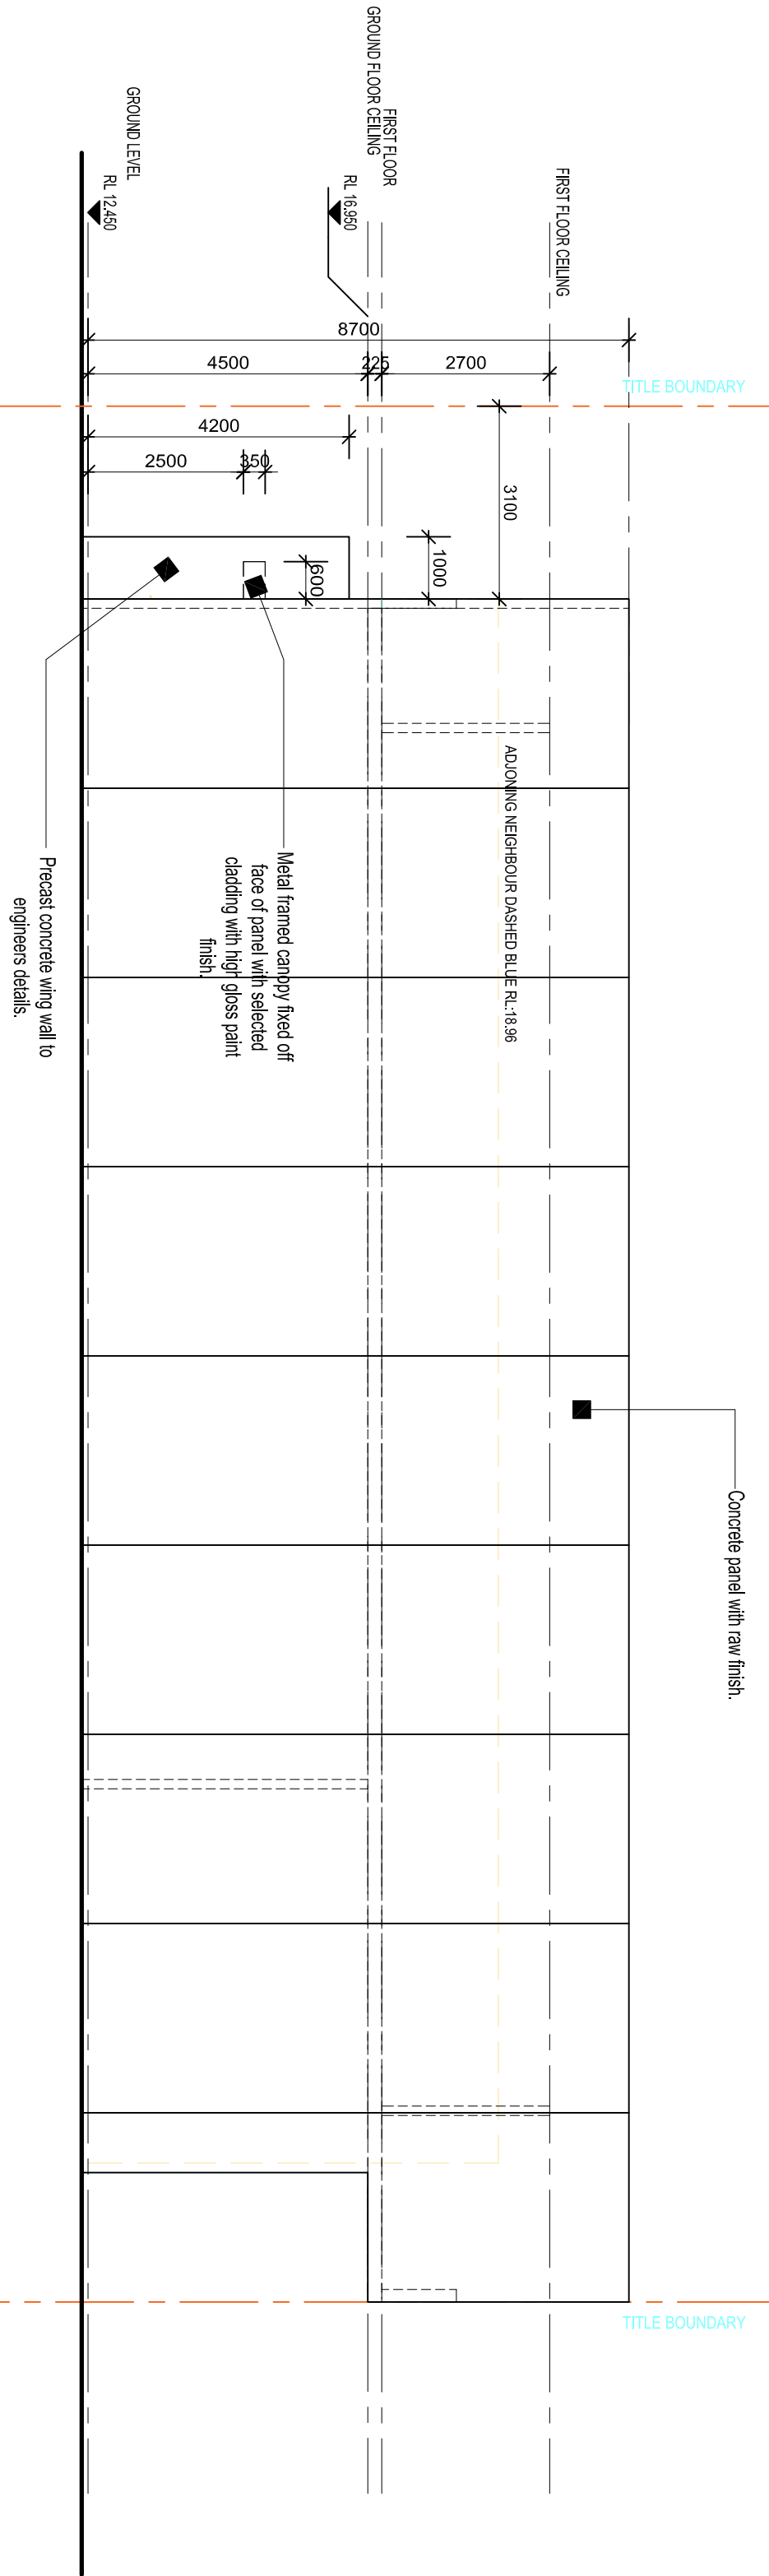 GROUND FLOOR CEILING
FIRST FLOOR
FIRST FLOOR CEILING
GROUND LEVEL
RL 12.450
RL 16.950
8700
4500
225
2700
TITLE BOUNDARY
4200
2500
350
3100
1000
600
ADJONING NEIGHBOUR DASHED BLUE RL:18.96
Metal framed canopy fixed off
face of panel with selected
cladding with high gloss paint
finish.
Precast concrete wing wall to
engineers details.
Concrete panel with raw finish.
TITLE BOUNDARY